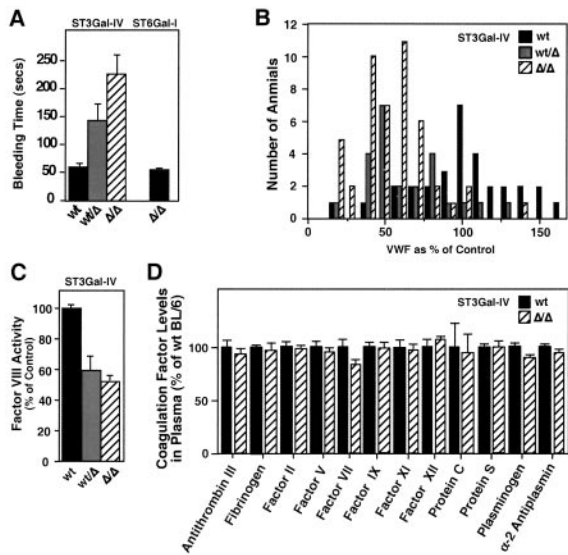 A
ST3Gal-IV ST6Gal-I
Bleeding Time (secs)
250
200
150
100
50
0
wt
wt/Δ
Δ/Δ
Δ/Δ
B
ST3Gal-IV
wt
wt/Δ
Δ/Δ
Number of Anmials
12
10
8
6
4
2
0
0 50 100 150
VWF as % of Control
C
ST3Gal-IV
Factor VIII Activity
(% of Control)
100
80
60
40
20
0
wt
wt/Δ
Δ/Δ
D
ST3Gal-IV
wt
Δ/Δ
Coagulation Factor Levels
in Plasma (% of wt BL/6)
150
100
50
0
Antiithrombin III
Fibrinogen
Factor II
Factor V
Factor VII
Factor IX
Factor XI
Factor XII
Protein C
Protein S
Plasminogen
α-2 Antiplasmin